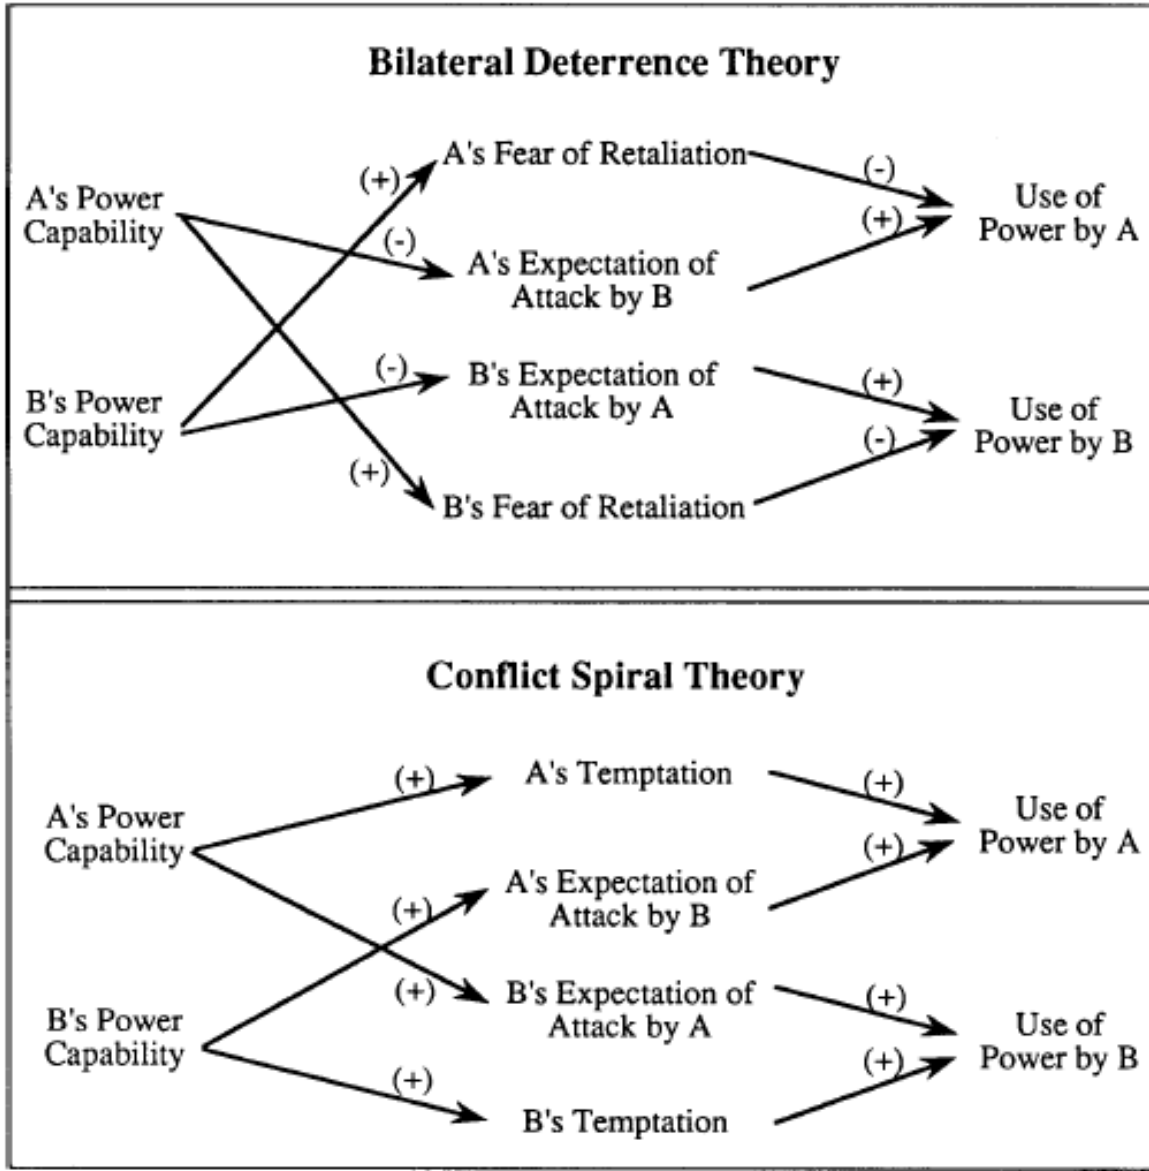 Bilateral Deterrence Theory
A's Power
Capability
B's Power
Capability
(+)
(-)
(-)
(+)
A's Fear of Retaliation
A's Expectation of
Attack by B
B's Expectation of
Attack by A
B's Fear of Retaliation
(-)
(+)
(+)
(-)
Use of
Power by A
Use of
Power by B
Conflict Spiral Theory
A's Power
Capability
B's Power
Capability
(+)
(+)
(+)
(+)
A's Temptation
A's Expectation of
Attack by B
B's Expectation of
Attack by A
B's Temptation
(+)
(+)
(+)
(+)
Use of
Power by A
Use of
Power by B